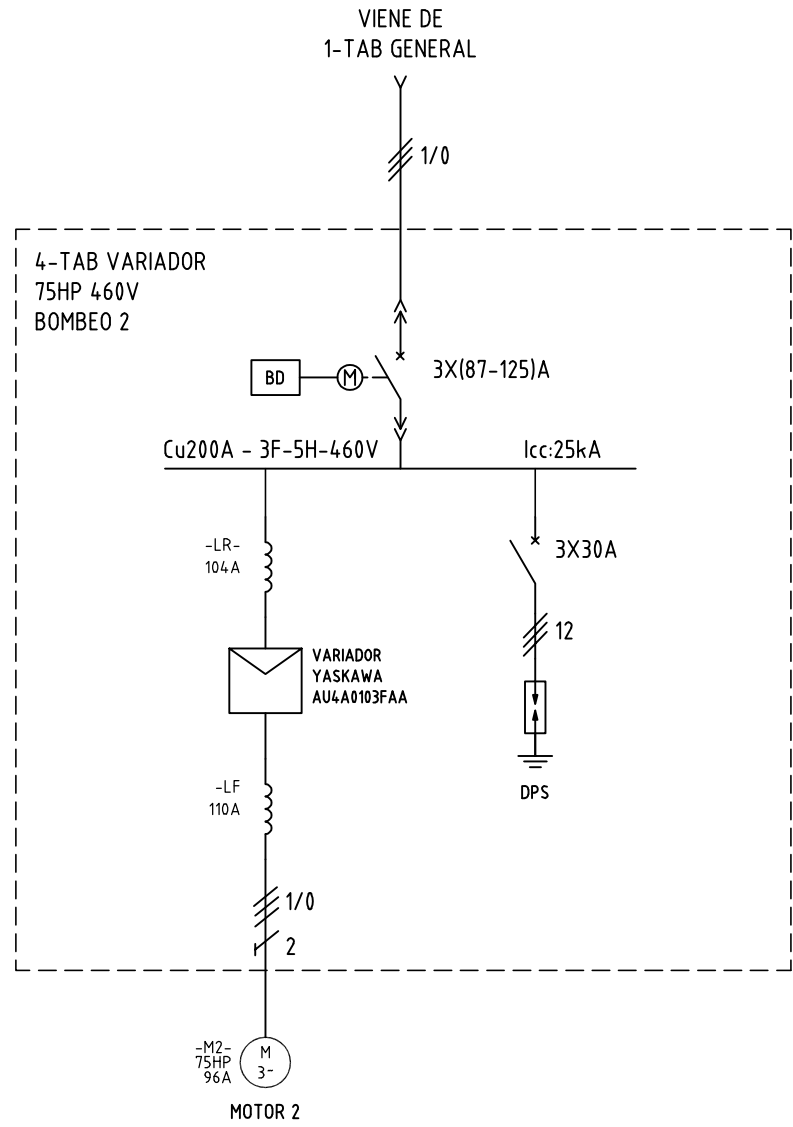 VIENE DE
1-TAB GENERAL
1/0
4-TAB VARIADOR
75HP 460V
BOMBEO 2
BD
M
3X(87-125)A
Cu200A - 3F-5H-460V
Icc:25kA
-LR-
104A
3X30A
12
VARIADOR
YASKAWA
AU4A0103FAA
-LF
110A
DPS
1/0
2
-M2-
75HP
96A
M
3~
MOTOR 2